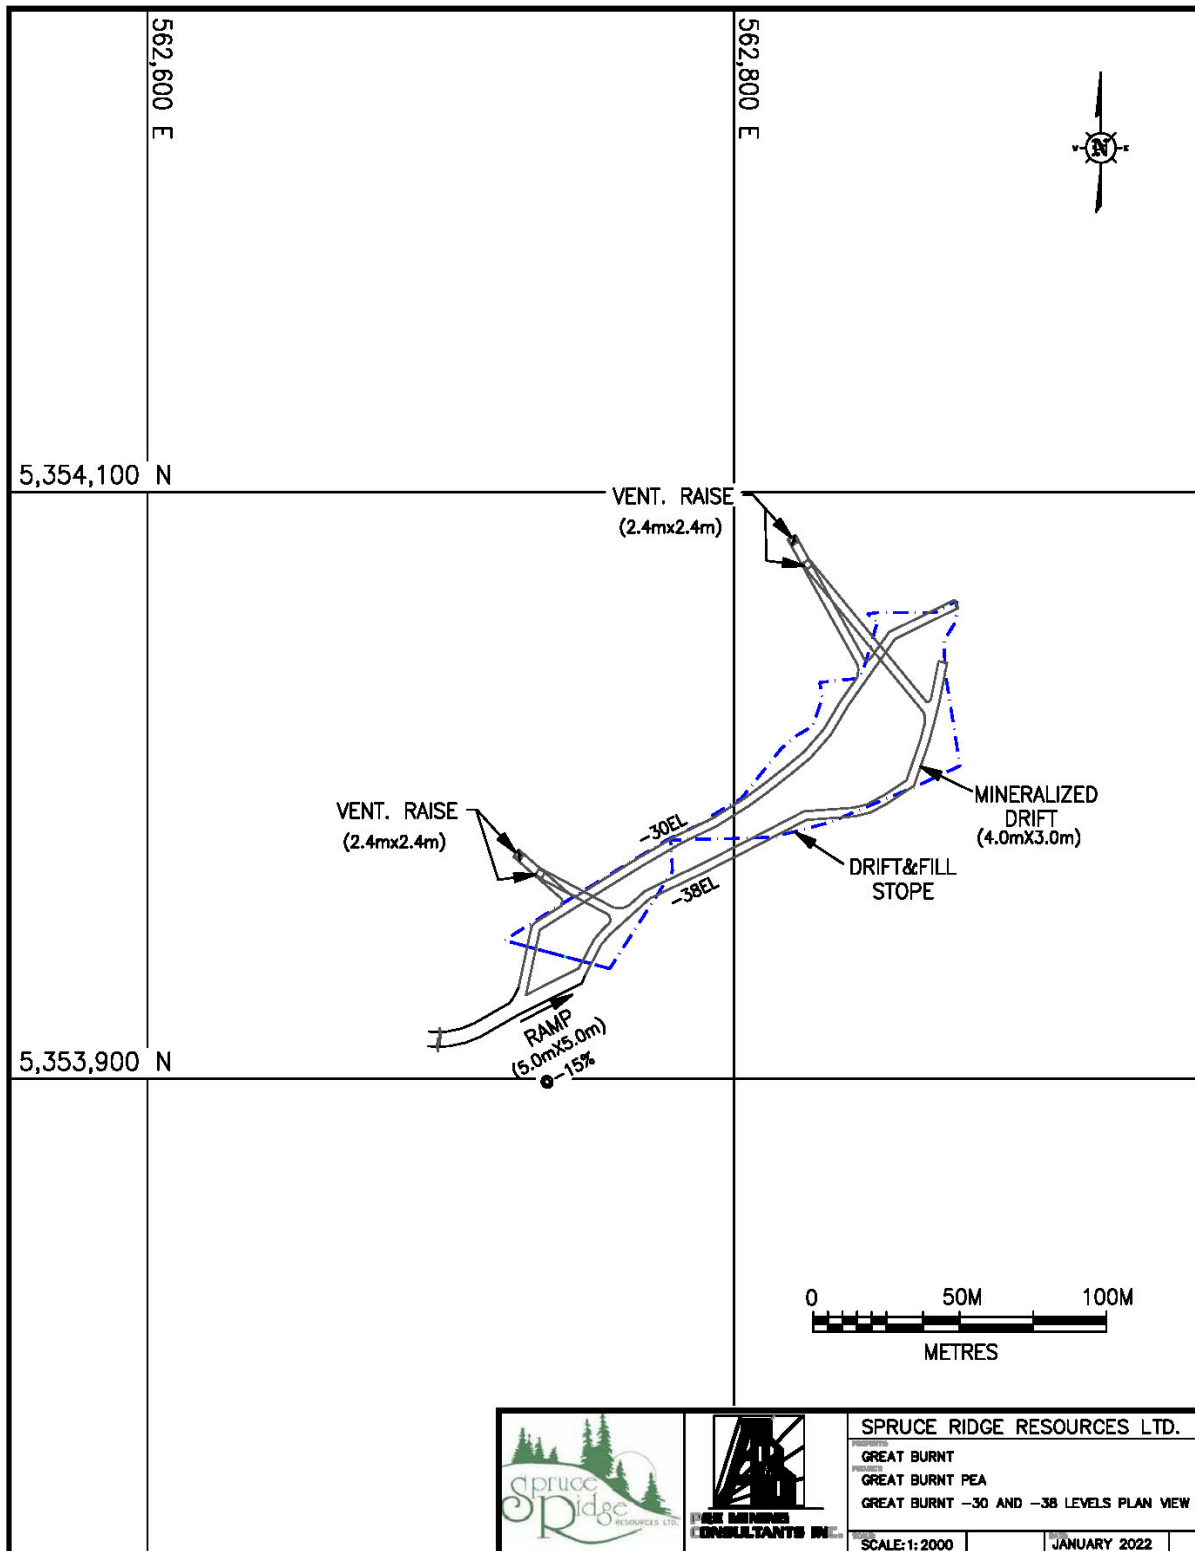 562,600 E
562,800 E
N
5,354,100 N
VENT. RAISE
(2.4mx2.4m)
VENT. RAISE
(2.4mx2.4m)
-30EL
-38EL
MINERALIZED
DRIFT
(4.0mX3.0m)
DRIFT&FILL
STOPE
RAMP
(5.0mX5.0m)
@-15%
5,353,900 N
0 50M 100M
METRES
Spruce
Ridge
RESOURCES LTD.
P&E MINING
CONSULTANTS INC.
SPRUCE RIDGE RESOURCES LTD.
GREAT BURNT
GREAT BURNT PEA
GREAT BURNT -30 AND -38 LEVELS PLAN VIEW
SCALE:1:2000
JANUARY 2022